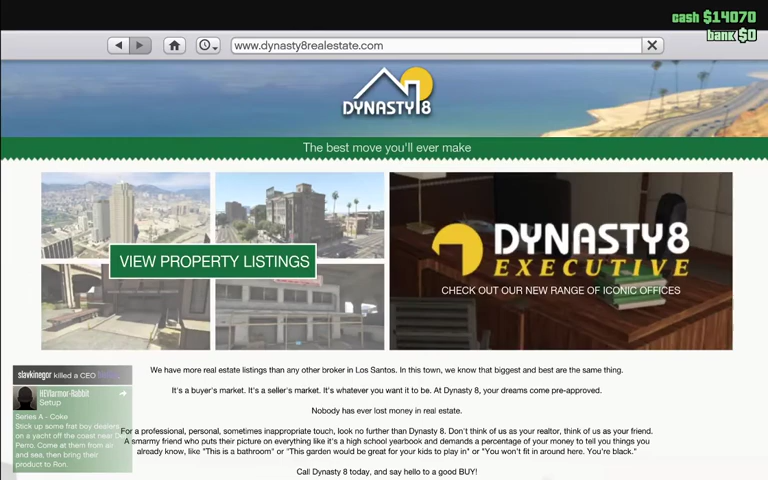 cash $14070
bank $0
www.dynasty8realestate.com
DYNASTY 8
The best move you'll ever make
VIEW PROPERTY LISTINGS
DYNASTY 8
EXECUTIVE
CHECK OUT OUR NEW RANGE OF ICONIC OFFICES
We have more real estate listings than any other broker in Los Santos. In this town, we know that biggest and best are the same thing.
It's a buyer's market. It's a seller's market. It's whatever you want it to be. At Dynasty 8, your dreams come pre-approved.
Nobody has ever lost money in real estate.
For a professional, personal, sometimes inappropriate touch, look no further than Dynasty 8. Don't think of us as your realtor, think of us as your friend.
A smarmy friend who puts their picture on everything like it's a high school yearbook and demands a percentage of your money to tell you things you
already know, like "This is a bathroom" or "This garden would be great for your kids to play in" or "You won't fit in around here. You're black."
Call Dynasty 8 today, and say hello to a good BUY!
slavkinegor killed a CEO
HEVIarmor-Rabbit
Setup
Series A - Coke
Stick up some frat boy dealers
on a yacht off the coast near Del
Perro. Come at them from air
and sea, then bring their
product to Ron.